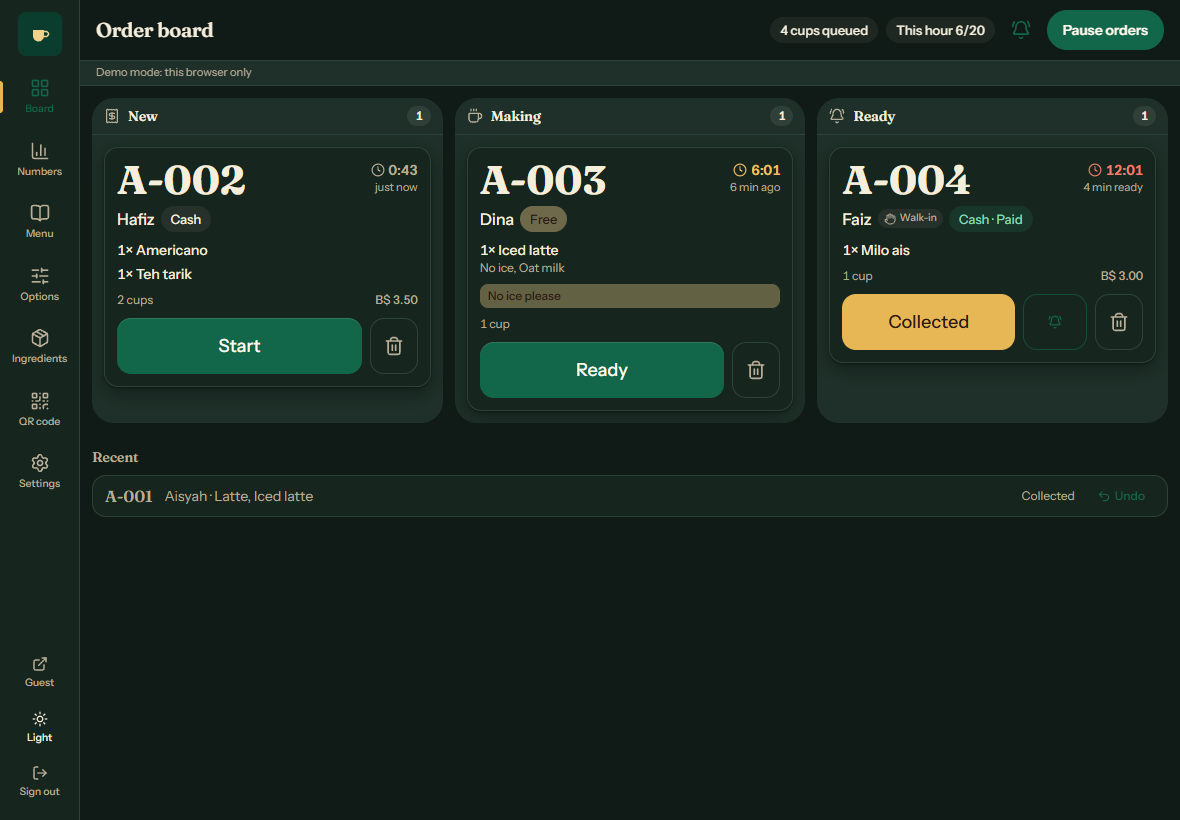 Order board
4 cups queued
This hour 6/20
Pause orders
Demo mode: this browser only
Board
Numbers
Menu
Options
Ingredients
QR code
Settings
Guest
Light
Sign out
New 1
A-002 0:43
just now
Hafiz Cash
1× Americano
1× Teh tarik
2 cups B$ 3.50
Start
Making 1
A-003 6:01
6 min ago
Dina Free
1× Iced latte
No ice, Oat milk
No ice please
1 cup
Ready
Ready 1
A-004 12:01
4 min ready
Faiz Walk-in Cash · Paid
1× Milo ais
1 cup B$ 3.00
Collected
Recent
A-001 Aisyah · Latte, Iced latte Collected Undo